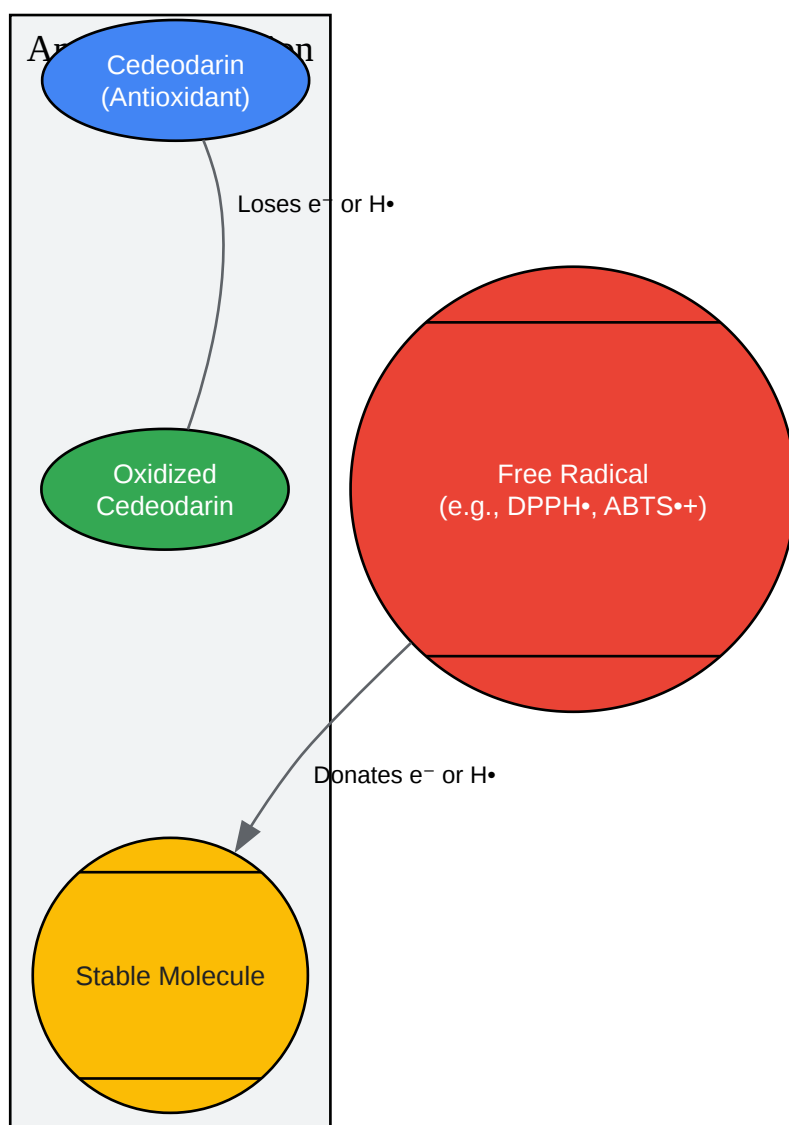 Cedeodarin
(Antioxidant)
Loses e⁻ or H•
Oxidized
Cedeodarin
Free Radical
(e.g., DPPH•, ABTS•+)
Donates e⁻ or H•
Stable Molecule